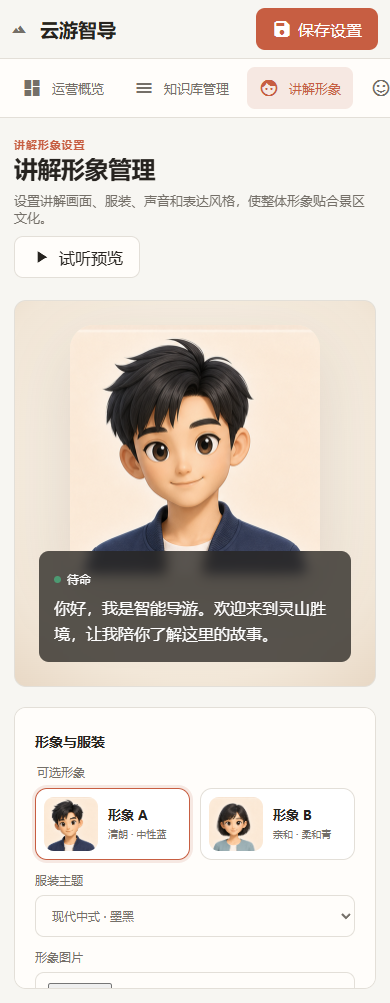 云游智导
保存设置
运营概览
知识库管理
讲解形象
讲解形象设置
讲解形象管理
设置讲解画面、服装、声音和表达风格，使整体形象贴合景区
文化。
试听预览
待命
你好，我是智能导游。欢迎来到灵山胜
境，让我陪你了解这里的故事。
形象与服装
可选形象
形象 A
清朗 · 中性蓝
形象 B
亲和 · 柔和青
服装主题
现代中式 · 墨黑
形象图片